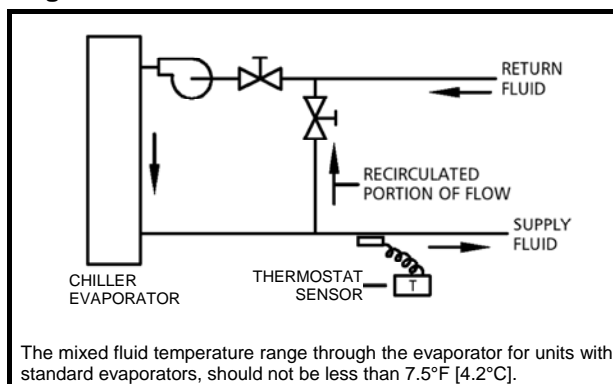 RETURN
FLUID
RECIRCULATED
PORTION OF FLOW
SUPPLY
FLUID
CHILLER
EVAPORATOR
THERMOSTAT
SENSOR
T
The mixed fluid temperature range through the evaporator for units with
standard evaporators, should not be less than 7.5°F [4.2°C].